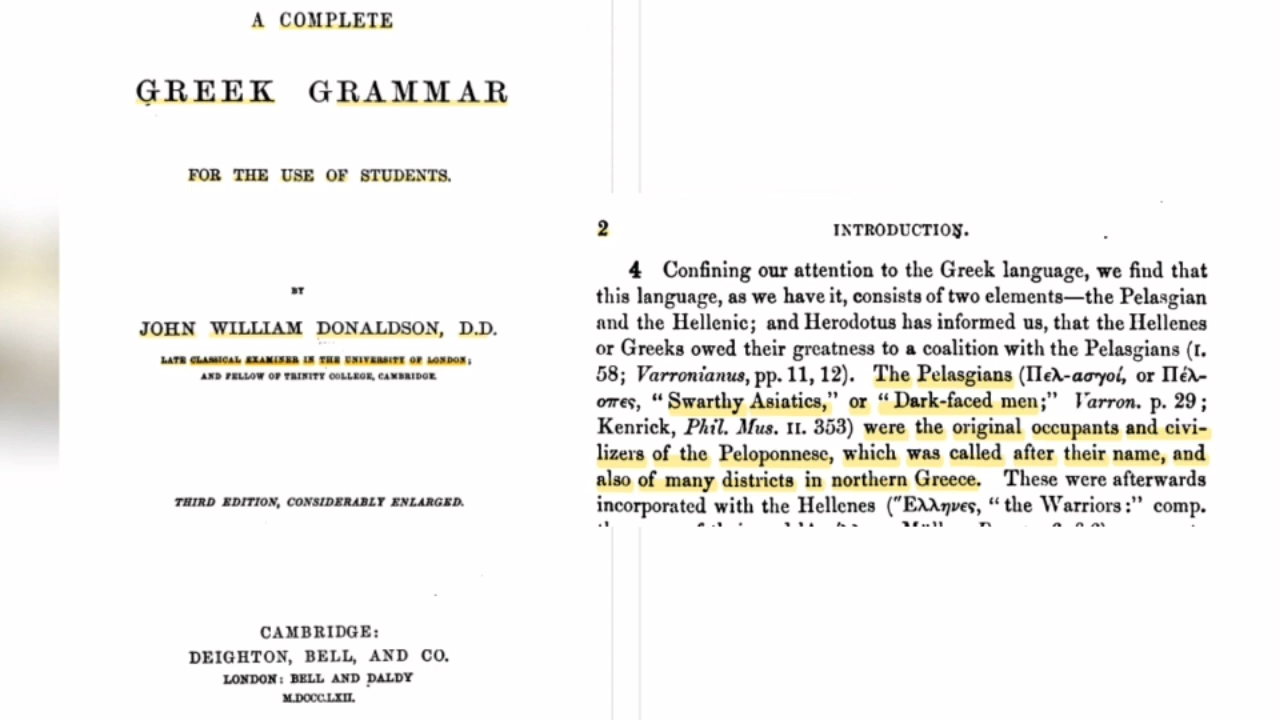 A COMPLETE
GREEK GRAMMAR
FOR THE USE OF STUDENTS.
BY
JOHN WILLIAM DONALDSON, D.D.
LATE CLASSICAL EXAMINER IN THE UNIVERSITY OF LONDON;
AND FELLOW OF TRINITY COLLEGE, CAMBRIDGE.
THIRD EDITION, CONSIDERABLY ENLARGED.
CAMBRIDGE:
DEIGHTON, BELL, AND CO.
LONDON: BELL AND DALDY
M.DCCC.LXII.
2 INTRODUCTION.
4 Confining our attention to the Greek language, we find that
this language, as we have it, consists of two elements—the Pelasgian
and the Hellenic; and Herodotus has informed us, that the Hellenes
or Greeks owed their greatness to a coalition with the Pelasgians (I.
58; Varronianus, pp. 11, 12). The Pelasgians (Πελ-ασγοί, or Πέλ-
οπες, "Swarthy Asiatics," or "Dark-faced men;" Varron. p. 29;
Kenrick, Phil. Mus. II. 353) were the original occupants and civi-
lizers of the Peloponnese, which was called after their name, and
also of many districts in northern Greece. These were afterwards
incorporated with the Hellenes (Ἕλληνες, "the Warriors:" comp.